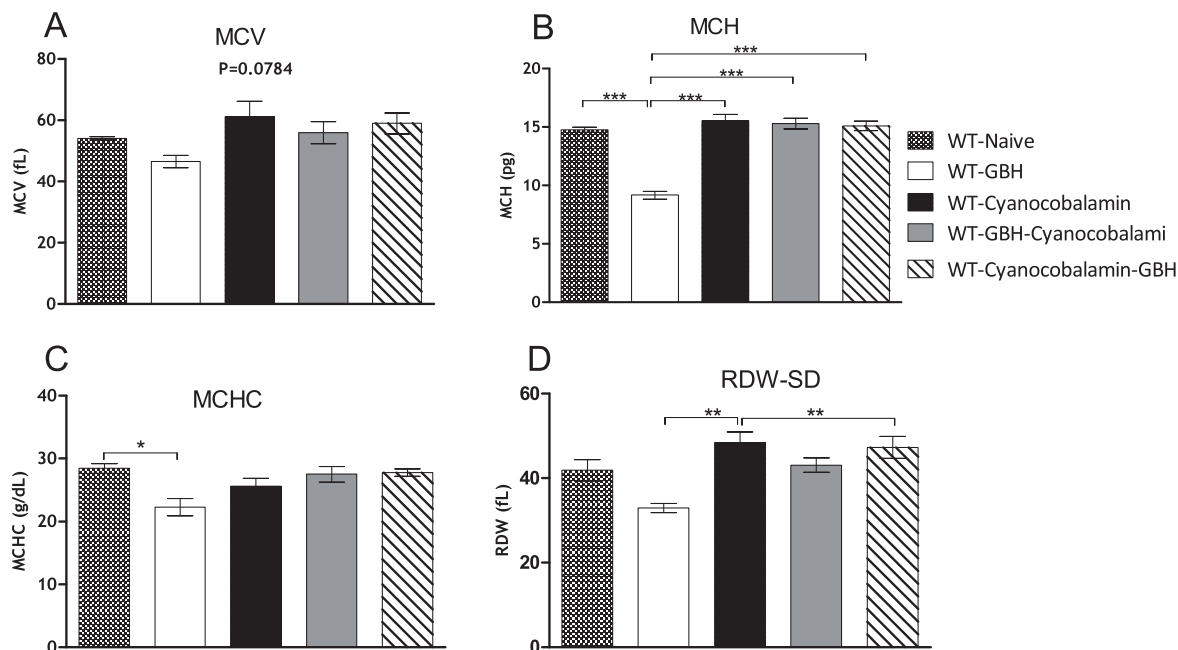 A
MCV
P=0.0784
80
60
40
20
0
MCV (fL)
B
MCH
***
***
*** ***
20
15
10
5
0
MCH (pg)
WT-Naive
WT-GBH
WT-Cyanocobalamin
WT-GBH-Cyanocobalami
WT-Cyanocobalamin-GBH
C
MCHC
*
40
30
20
10
0
MCHC (g/dL)
D
RDW-SD
** **
60
40
20
0
RDW (fL)